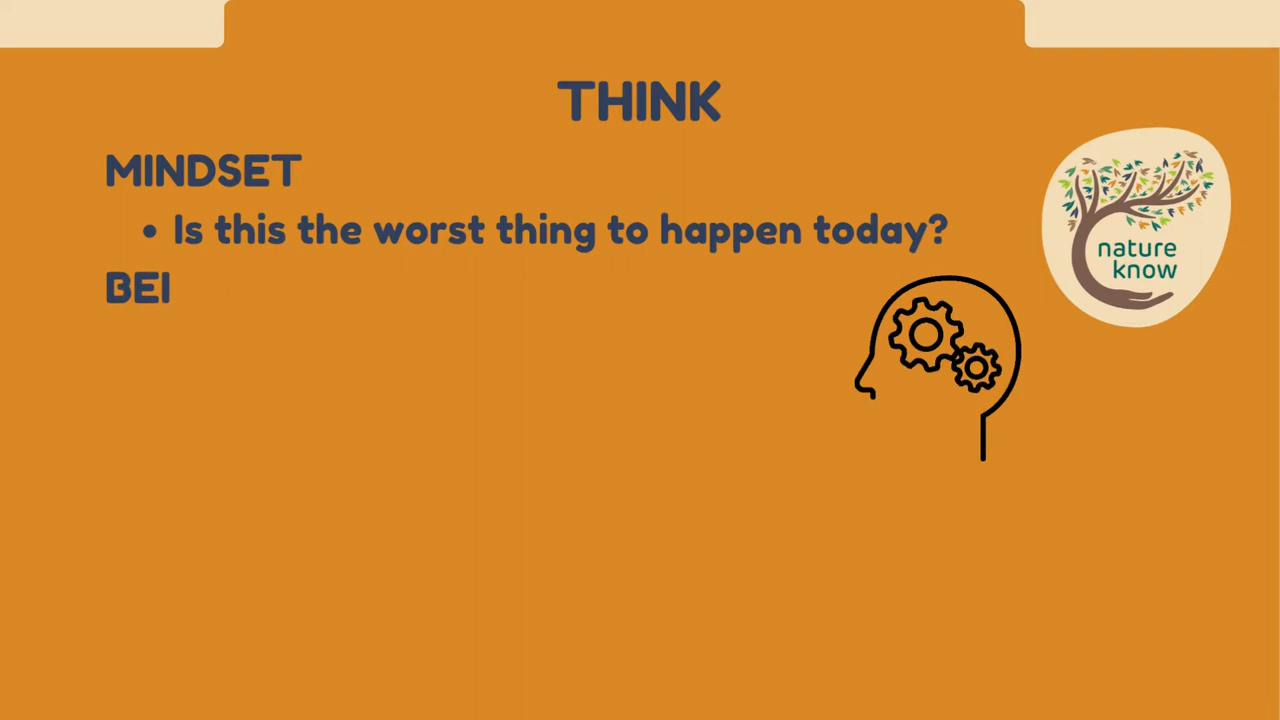 THINK
MINDSET
• Is this the worst thing to happen today?
BEI
nature
know